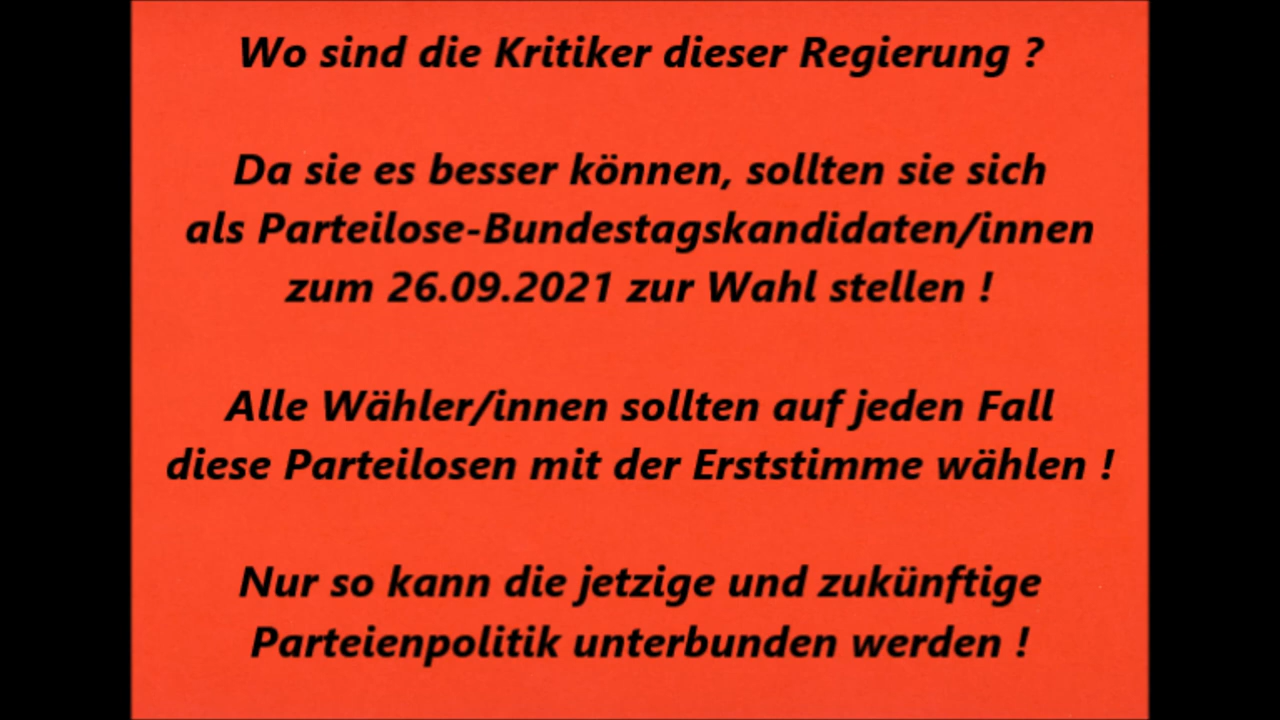 Wo sind die Kritiker dieser Regierung ?
Da sie es besser können, sollten sie sich
als Parteilose-Bundestagskandidaten/innen
zum 26.09.2021 zur Wahl stellen !
Alle Wähler/innen sollten auf jeden Fall
diese Parteilosen mit der Erststimme wählen !
Nur so kann die jetzige und zukünftige
Parteienpolitik unterbunden werden !